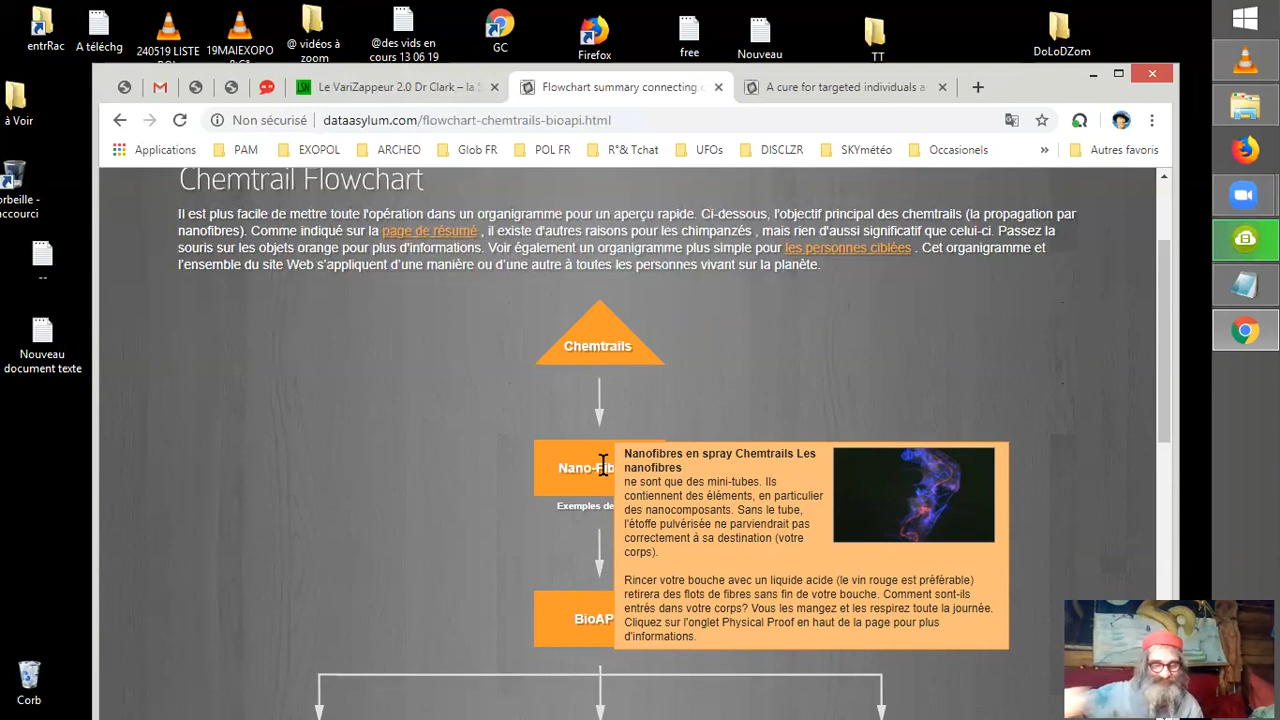 entrRac
A téléchg
240519 LISTE
19MAIEXOPO
@ vidéos à
zoom
@des vids en
cours 13 06 19
GC
Firefox
free
Nouveau
TT
DoLoDZom
à Voir
orbeille -
accourci
--
Nouveau
document texte
Corb
Le VariZappeur 2.0 Dr Clark – la S
Flowchart summary connecting c
A cure for targeted individuals a
Non sécurisé
dataasylum.com/flowchart-chemtrails-bioapi.html
Applications
PAM
EXOPOL
ARCHEO
Glob FR
POL FR
R°& Tchat
UFOs
DISCLZR
SKYmétéo
Occasionels
»
Autres favoris
Chemtrail Flowchart
Il est plus facile de mettre toute l'opération dans un organigramme pour un aperçu rapide. Ci-dessous, l'objectif principal des chemtrails (la propagation par
nanofibres). Comme indiqué sur la page de résumé , il existe d'autres raisons pour les chimpanzés , mais rien d'aussi significatif que celui-ci. Passez la
souris sur les objets orange pour plus d'informations. Voir également un organigramme plus simple pour les personnes ciblées . Cet organigramme et
l'ensemble du site Web s'appliquent d'une manière ou d'une autre à toutes les personnes vivant sur la planète.
Chemtrails
Nano-Fib
Exemples de
BioAP
Nanofibres en spray Chemtrails Les
nanofibres
ne sont que des mini-tubes. Ils
contiennent des éléments, en particulier
des nanocomposants. Sans le tube,
l'étoffe pulvérisée ne parviendrait pas
correctement à sa destination (votre
corps).
Rincer votre bouche avec un liquide acide (le vin rouge est préférable)
retirera des flots de fibres sans fin de votre bouche. Comment sont-ils
entrés dans votre corps? Vous les mangez et les respirez toute la journée.
Cliquez sur l'onglet Physical Proof en haut de la page pour plus
d'informations.